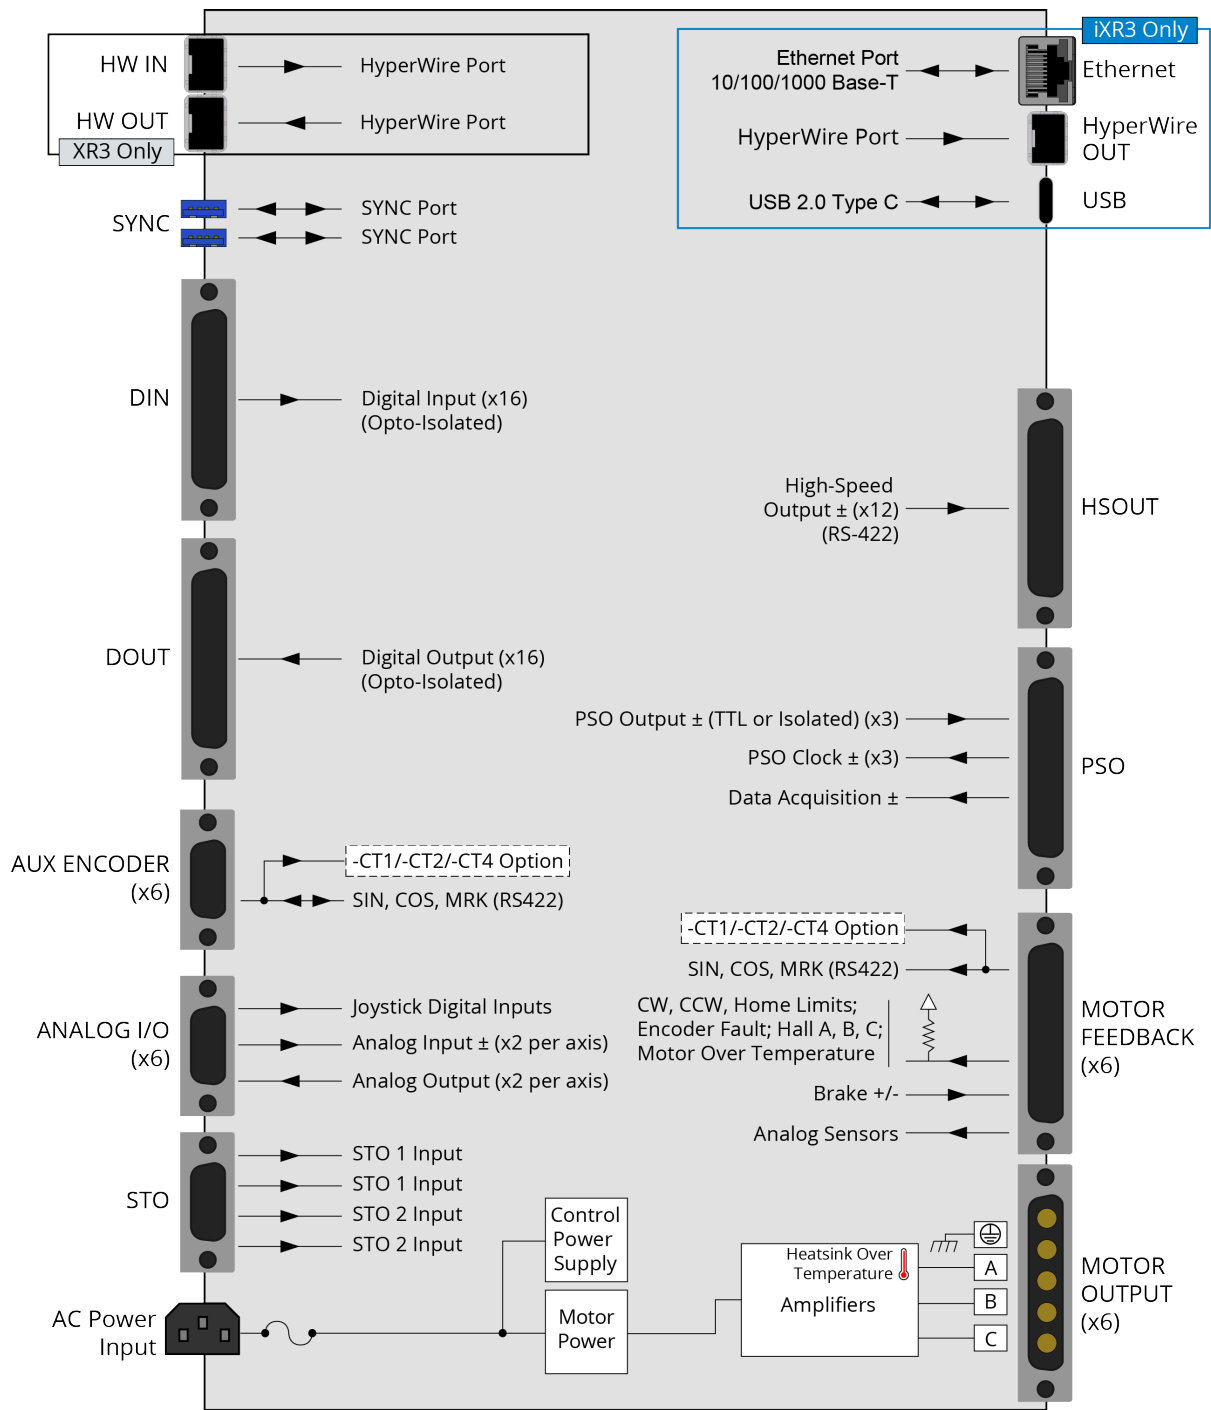 HW IN
HyperWire Port
HW OUT
HyperWire Port
XR3 Only
iXR3 Only
Ethernet Port
10/100/1000 Base-T
Ethernet
HyperWire Port
HyperWire
OUT
USB 2.0 Type C
USB
SYNC
SYNC Port
SYNC Port
DIN
Digital Input (x16)
(Opto-Isolated)
High-Speed
Output ± (x12)
(RS-422)
HSOUT
DOUT
Digital Output (x16)
(Opto-Isolated)
PSO Output ± (TTL or Isolated) (x3)
PSO Clock ± (x3)
Data Acquisition ±
PSO
AUX ENCODER
(x6)
-CT1/-CT2/-CT4 Option
SIN, COS, MRK (RS422)
-CT1/-CT2/-CT4 Option
SIN, COS, MRK (RS422)
CW, CCW, Home Limits;
Encoder Fault; Hall A, B, C;
Motor Over Temperature
Brake +/-
Analog Sensors
MOTOR
FEEDBACK
(x6)
ANALOG I/O
(x6)
Joystick Digital Inputs
Analog Input ± (x2 per axis)
Analog Output (x2 per axis)
STO
STO 1 Input
STO 1 Input
STO 2 Input
STO 2 Input
Control
Power
Supply
Motor
Power
Heatsink Over
Temperature
Amplifiers
A
B
C
MOTOR
OUTPUT
(x6)
AC Power
Input